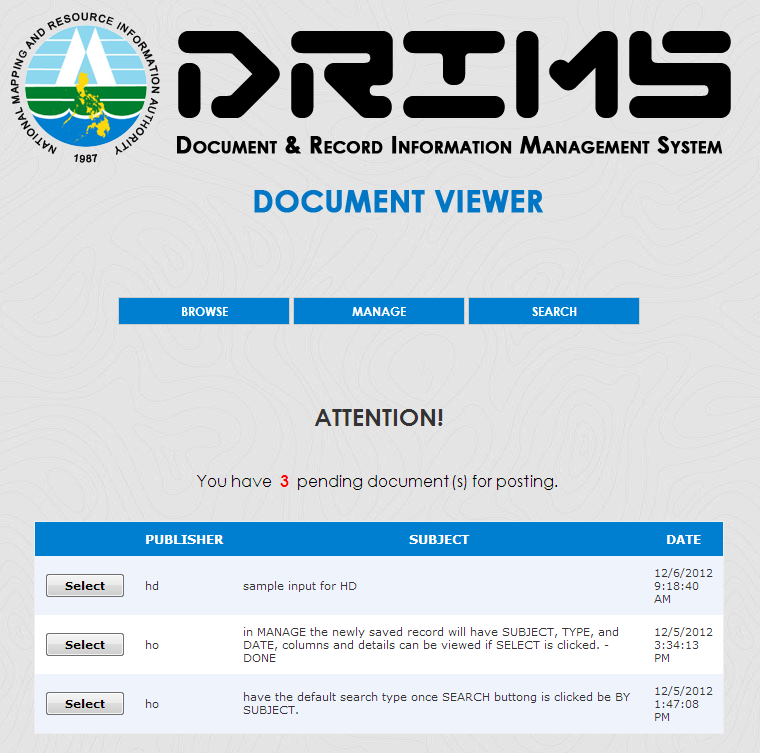 NATIONAL MAPPING AND RESOURCE INFORMATION AUTHORITY
1987
DRIMS
DOCUMENT & RECORD INFORMATION MANAGEMENT SYSTEM
DOCUMENT VIEWER
BROWSE MANAGE SEARCH
ATTENTION!
You have 3 pending document(s) for posting.
PUBLISHER SUBJECT DATE
Select hd sample input for HD 12/6/2012
9:18:40
AM
Select ho in MANAGE the newly saved record will have SUBJECT, TYPE, and 12/5/2012
DATE, columns and details can be viewed if SELECT is clicked. - 3:34:13
DONE PM
Select ho have the default search type once SEARCH buttong is clicked be BY 12/5/2012
SUBJECT. 1:47:08
PM